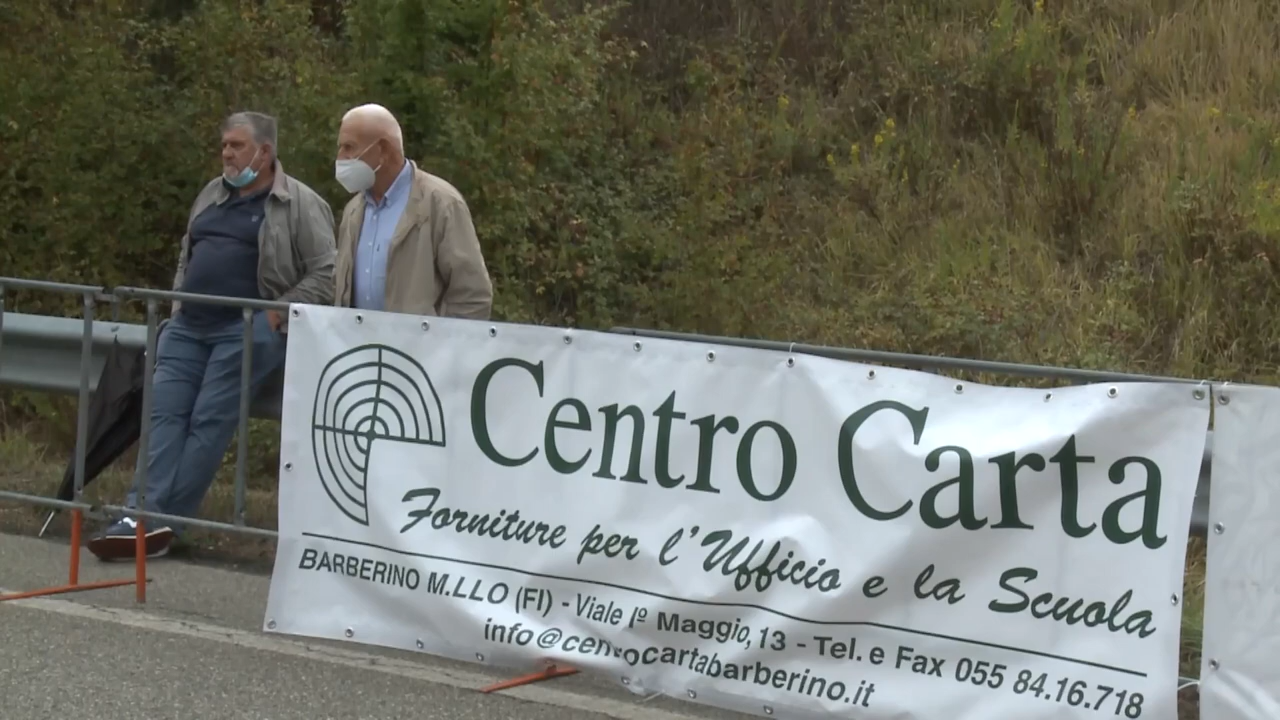 Centro Carta
Forniture per l'Ufficio e la Scuola
BARBERINO M.LLO (FI) - Viale Iº Maggio,13 - Tel. e Fax 055 84.16.718
info@centrocartabarberino.it